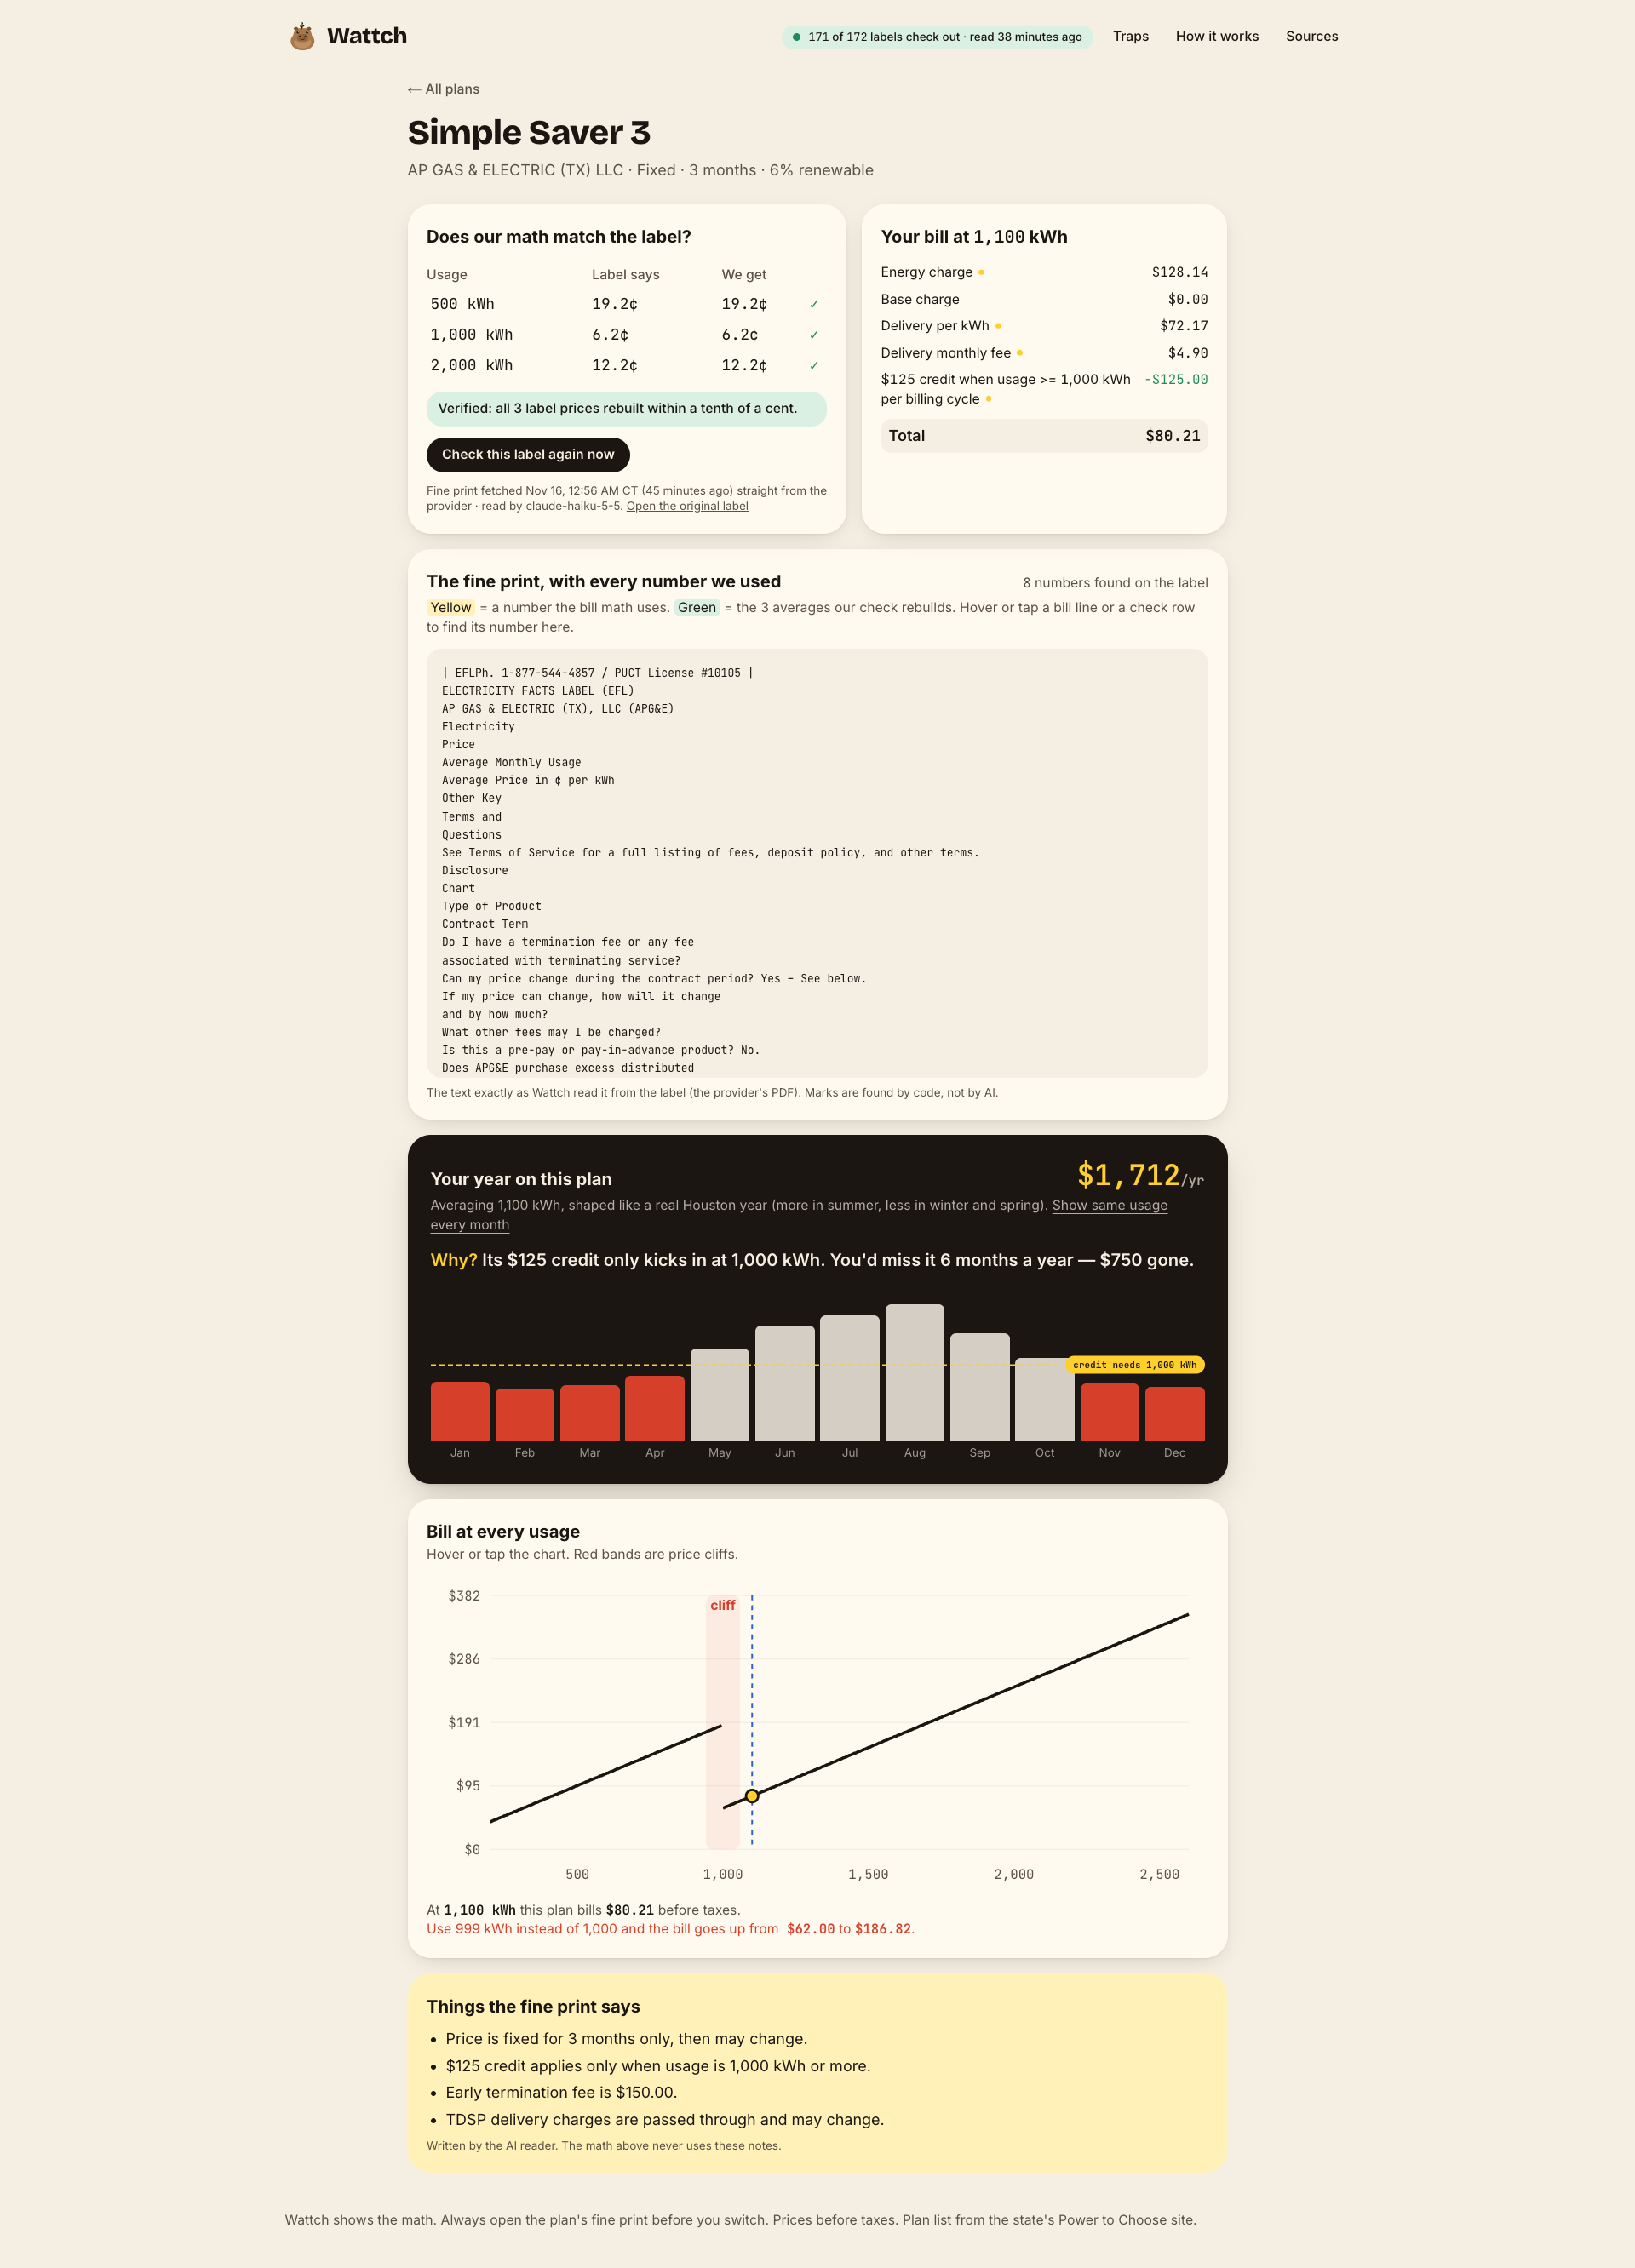 Wattch
171 of 172 labels check out · read 38 minutes ago
Traps
How it works
Sources
← All plans
Simple Saver 3
AP GAS & ELECTRIC (TX) LLC · Fixed · 3 months · 6% renewable
Does our math match the label?
Usage Label says We get
500 kWh 19.2¢ 19.2¢ ✓
1,000 kWh 6.2¢ 6.2¢ ✓
2,000 kWh 12.2¢ 12.2¢ ✓
Verified: all 3 label prices rebuilt within a tenth of a cent.
Check this label again now
Fine print fetched Nov 16, 12:56 AM CT (45 minutes ago) straight from the
provider · read by claude-haiku-5-5. Open the original label
Your bill at 1,100 kWh
Energy charge $128.14
Base charge $0.00
Delivery per kWh $72.17
Delivery monthly fee $4.90
$125 credit when usage >= 1,000 kWh -$125.00
per billing cycle
Total $80.21
The fine print, with every number we used
8 numbers found on the label
Yellow = a number the bill math uses. Green = the 3 averages our check rebuilds. Hover or tap a bill line or a check row
to find its number here.
| EFLPh. 1-877-544-4857 / PUCT License #10105 |
ELECTRICITY FACTS LABEL (EFL)
AP GAS & ELECTRIC (TX), LLC (APG&E)
Electricity
Price
Average Monthly Usage
Average Price in ¢ per kWh
Other Key
Terms and
Questions
See Terms of Service for a full listing of fees, deposit policy, and other terms.
Disclosure
Chart
Type of Product
Contract Term
Do I have a termination fee or any fee
associated with terminating service?
Can my price change during the contract period? Yes – See below.
If my price can change, how will it change
and by how much?
What other fees may I be charged?
Is this a pre-pay or pay-in-advance product? No.
Does APG&E purchase excess distributed
The text exactly as Wattch read it from the label (the provider's PDF). Marks are found by code, not by AI.
Your year on this plan
$1,712/yr
Averaging 1,100 kWh, shaped like a real Houston year (more in summer, less in winter and spring). Show same usage
every month
Why? Its $125 credit only kicks in at 1,000 kWh. You'd miss it 6 months a year — $750 gone.
credit needs 1,000 kWh
Jan Feb Mar Apr May Jun Jul Aug Sep Oct Nov Dec
Bill at every usage
Hover or tap the chart. Red bands are price cliffs.
$382
cliff
$286
$191
$95
$0
500 1,000 1,500 2,000 2,500
At 1,100 kWh this plan bills $80.21 before taxes.
Use 999 kWh instead of 1,000 and the bill goes up from $62.00 to $186.82.
Things the fine print says
• Price is fixed for 3 months only, then may change.
• $125 credit applies only when usage is 1,000 kWh or more.
• Early termination fee is $150.00.
• TDSP delivery charges are passed through and may change.
Written by the AI reader. The math above never uses these notes.
Wattch shows the math. Always open the plan's fine print before you switch. Prices before taxes. Plan list from the state's Power to Choose site.